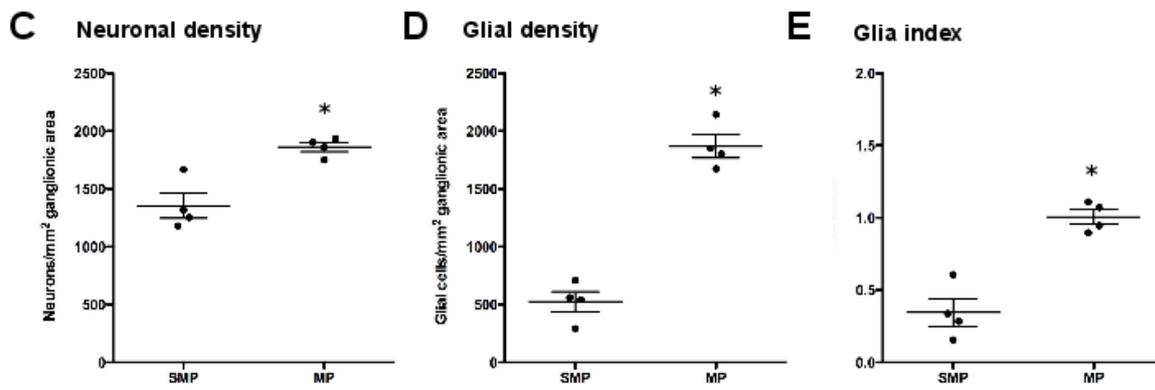 C Neuronal density
Neurons/mm² ganglionic area
2500
2000
1500
1000
500
0
*
SMP MP
D Glial density
Glial cells/mm² ganglionic area
2500
2000
1500
1000
500
0
*
SMP MP
E Glia index
2.0
1.5
1.0
0.5
0.0
*
SMP MP